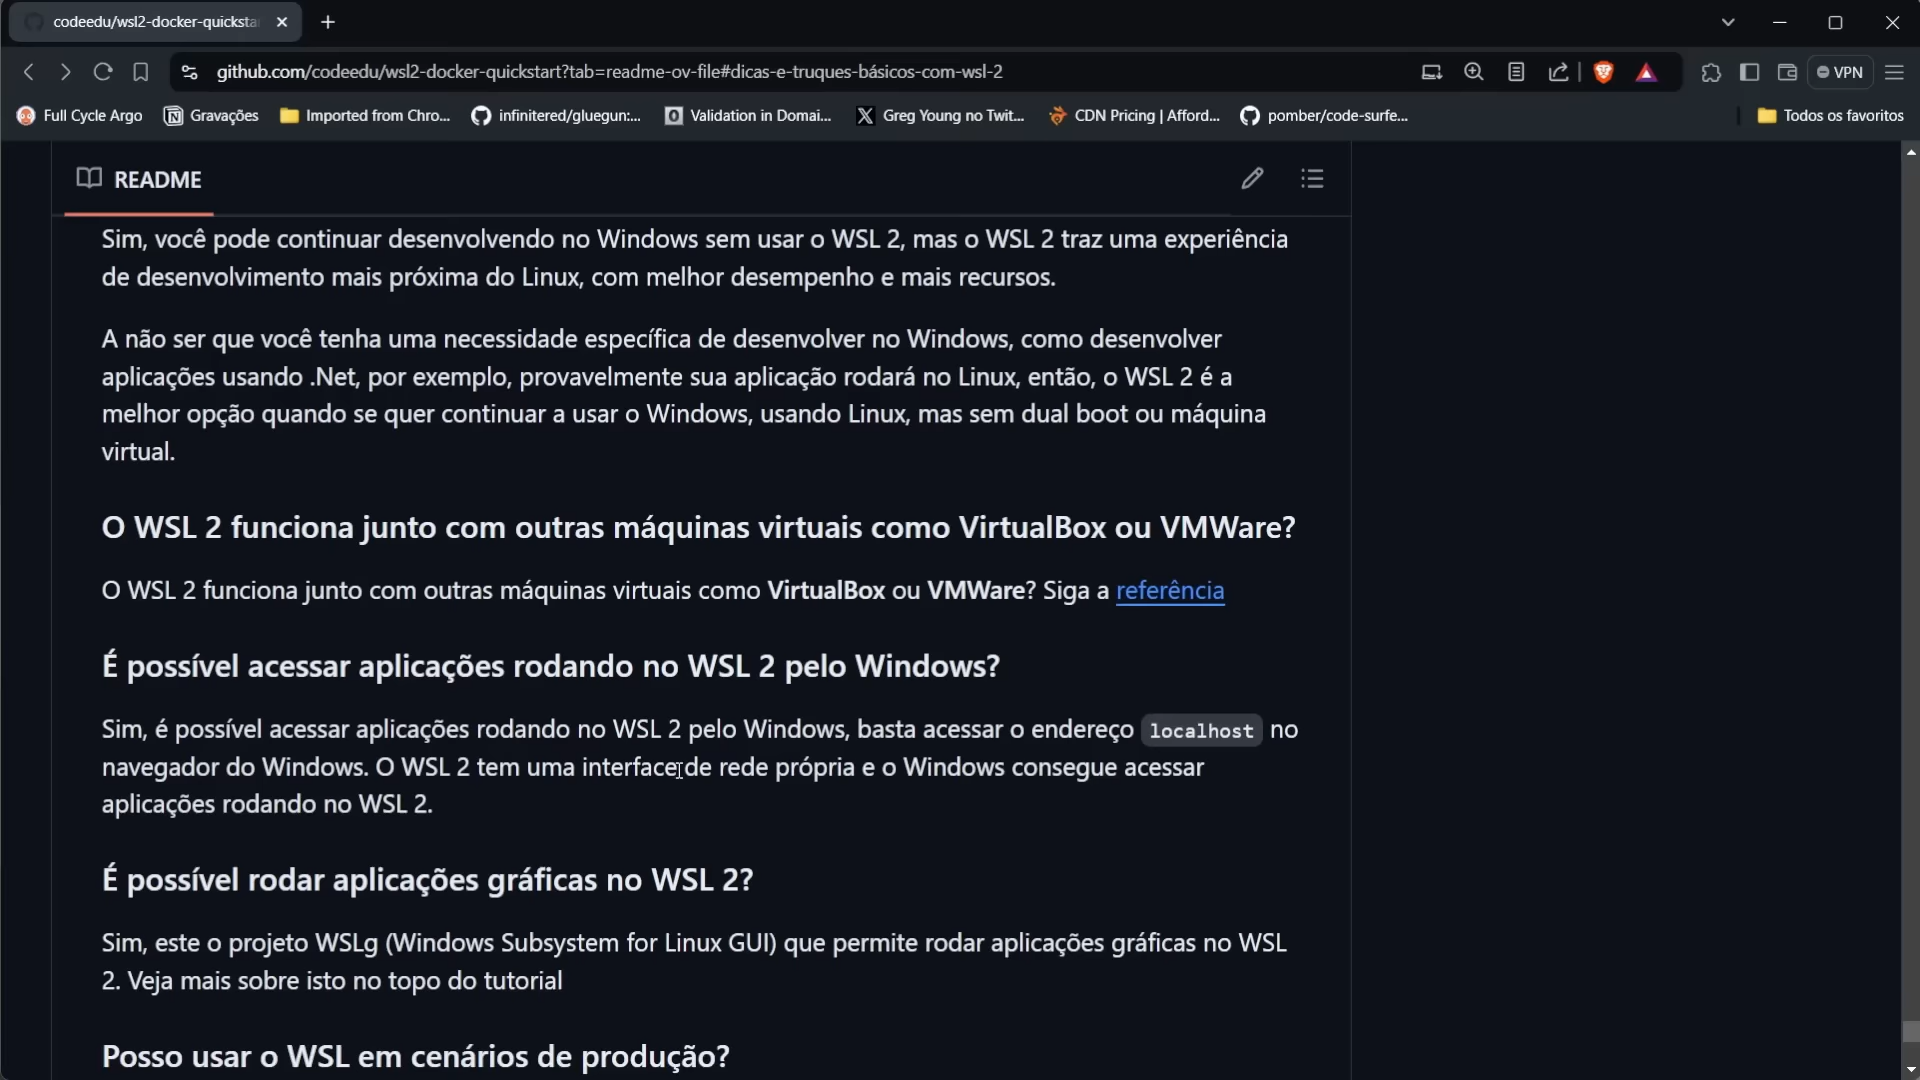 codeedu/wsl2-docker-quicksta
github.com/codeedu/wsl2-docker-quickstart?tab=readme-ov-file#dicas-e-truques-básicos-com-wsl-2
VPN
Full Cycle Argo
Gravações
Imported from Chro...
infinitered/gluegun:...
Validation in Domai...
Greg Young no Twit...
CDN Pricing | Afford...
pomber/code-surfe...
Todos os favoritos
README
Sim, você pode continuar desenvolvendo no Windows sem usar o WSL 2, mas o WSL 2 traz uma experiência
de desenvolvimento mais próxima do Linux, com melhor desempenho e mais recursos.
A não ser que você tenha uma necessidade específica de desenvolver no Windows, como desenvolver
aplicações usando .Net, por exemplo, provavelmente sua aplicação rodará no Linux, então, o WSL 2 é a
melhor opção quando se quer continuar a usar o Windows, usando Linux, mas sem dual boot ou máquina
virtual.
O WSL 2 funciona junto com outras máquinas virtuais como VirtualBox ou VMWare?
O WSL 2 funciona junto com outras máquinas virtuais como VirtualBox ou VMWare? Siga a referência
É possível acessar aplicações rodando no WSL 2 pelo Windows?
Sim, é possível acessar aplicações rodando no WSL 2 pelo Windows, basta acessar o endereço localhost no
navegador do Windows. O WSL 2 tem uma interface de rede própria e o Windows consegue acessar
aplicações rodando no WSL 2.
É possível rodar aplicações gráficas no WSL 2?
Sim, este o projeto WSLg (Windows Subsystem for Linux GUI) que permite rodar aplicações gráficas no WSL
2. Veja mais sobre isto no topo do tutorial
Posso usar o WSL em cenários de produção?